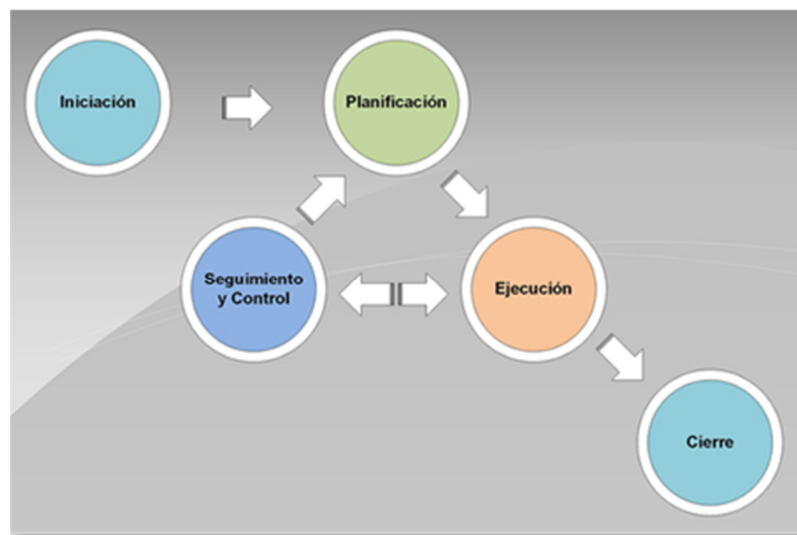 Iniciación
Planificación
Seguimiento
y Control
Ejecución
Cierre